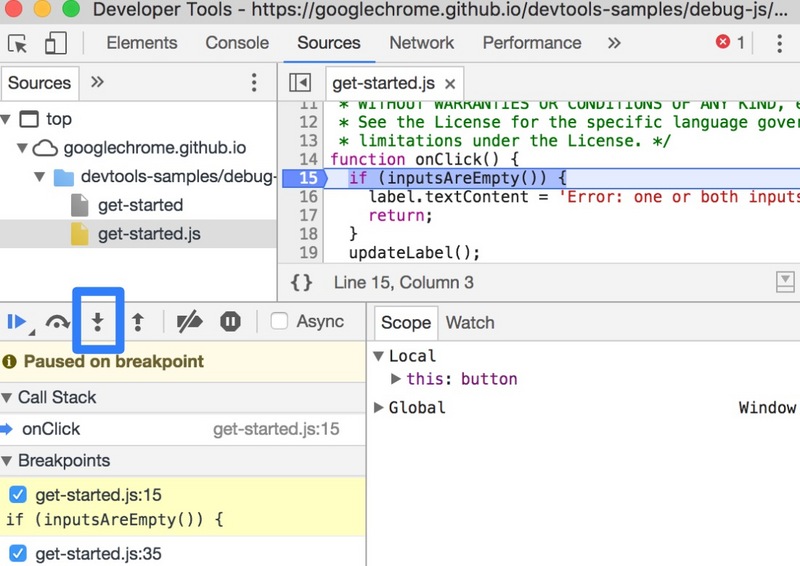 Developer Tools - https://googlechrome.github.io/devtools-samples/debug-js/...
Elements Console Sources Network Performance » 1
Sources »
get-started.js ×
top
googlechrome.github.io
devtools-samples/debug-
get-started
get-started.js
11 * WITHOUT WARRANTIES OR CONDITIONS OF ANY KIND, e
12 * See the License for the specific language gover
13 * limitations under the License. */
14 function onClick() {
15 if (inputsAreEmpty()) {
16 label.textContent = 'Error: one or both inputs
17 return;
18 }
19 updateLabel();
{} Line 15, Column 3
Async
Paused on breakpoint
Call Stack
onClick get-started.js:15
Breakpoints
get-started.js:15
if (inputsAreEmpty()) {
get-started.js:35
Scope Watch
Local
this: button
Global Window